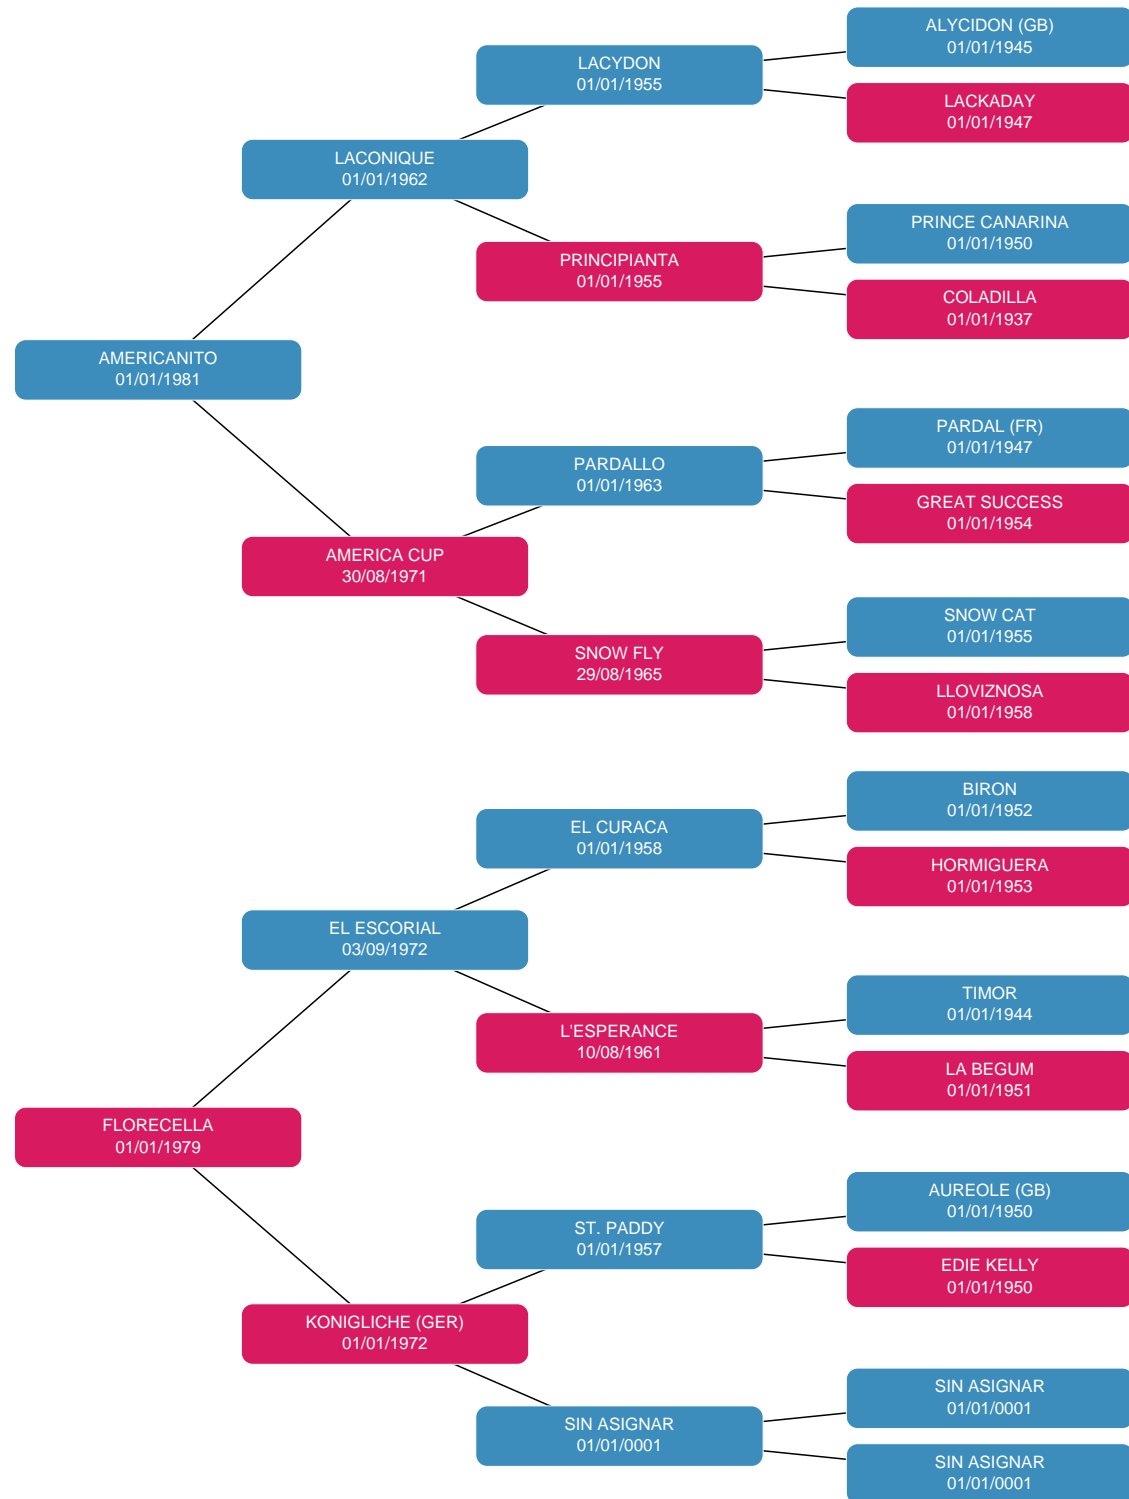 ALYCIDON (GB)
01/01/1945
LACYDON
01/01/1955
LACKADAY
01/01/1947
LACONIQUE
01/01/1962
PRINCE CANARINA
01/01/1950
PRINCIPIANTA
01/01/1955
COLADILLA
01/01/1937
AMERICANITO
01/01/1981
PARDAL (FR)
01/01/1947
PARDALLO
01/01/1963
GREAT SUCCESS
01/01/1954
AMERICA CUP
30/08/1971
SNOW CAT
01/01/1955
SNOW FLY
29/08/1965
LLOVIZNOSA
01/01/1958
BIRON
01/01/1952
EL CURACA
01/01/1958
HORMIGUERA
01/01/1953
EL ESCORIAL
03/09/1972
TIMOR
01/01/1944
L'ESPERANCE
10/08/1961
LA BEGUM
01/01/1951
FLORECELLA
01/01/1979
AUREOLE (GB)
01/01/1950
ST. PADDY
01/01/1957
EDIE KELLY
01/01/1950
KONIGLICHE (GER)
01/01/1972
SIN ASIGNAR
01/01/0001
SIN ASIGNAR
01/01/0001
SIN ASIGNAR
01/01/0001